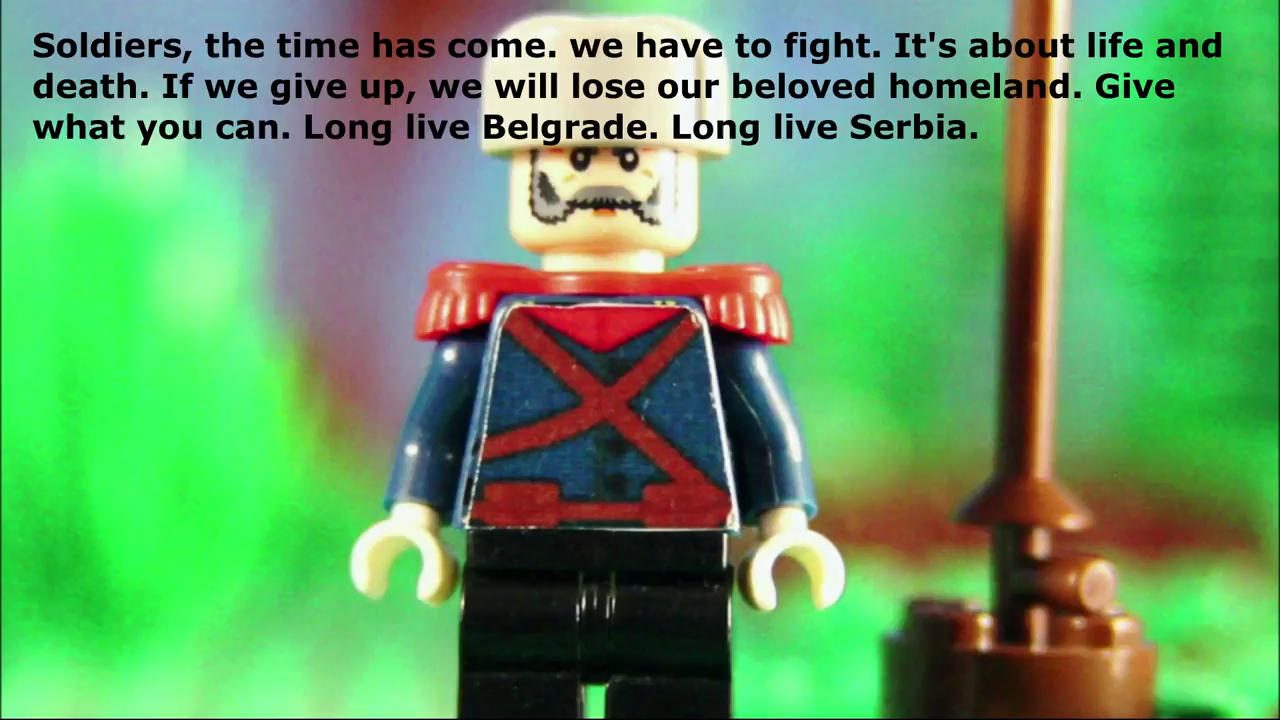 Soldiers, the time has come. we have to fight. It's about life and
death. If we give up, we will lose our beloved homeland. Give
what you can. Long live Belgrade. Long live Serbia.